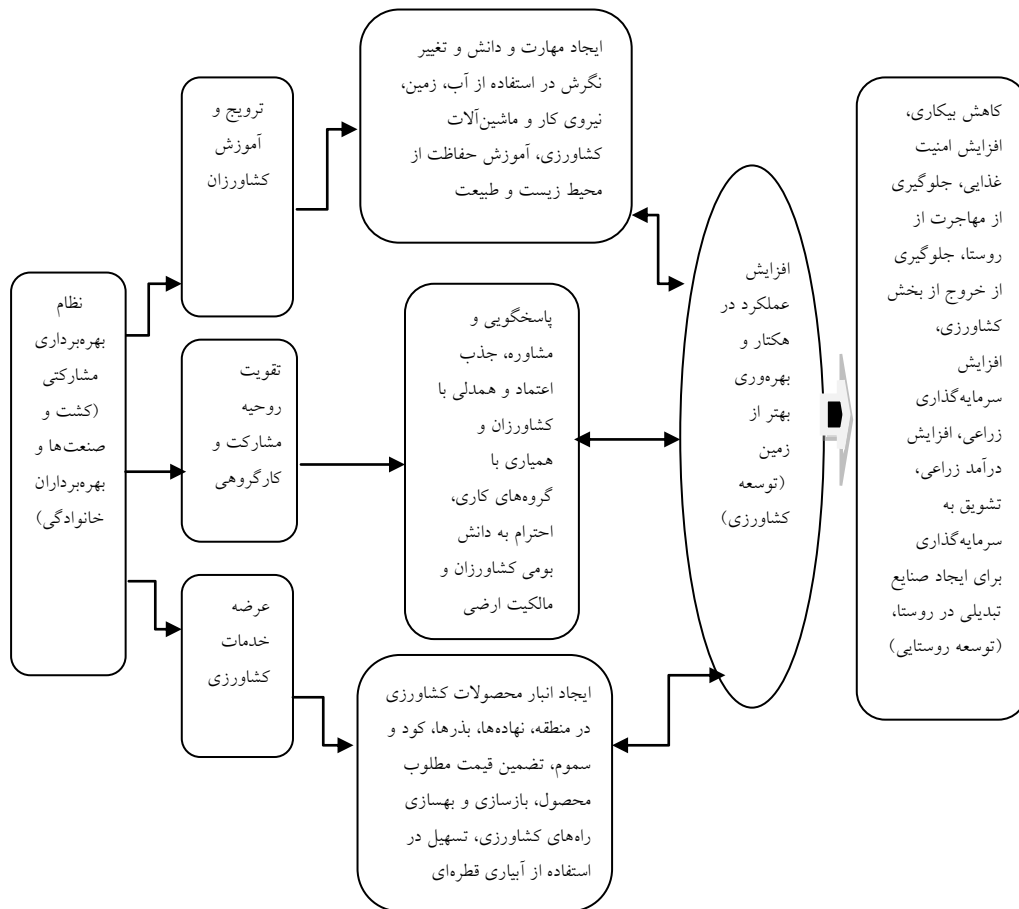 نظام
بهره‌برداری
مشارکتی
(کشت و
صنعت‌ها و
بهره‌برداران
خانوادگی)
ترویج و
آموزش
کشاورزان
تقویت
روحیه
مشارکت و
کارگروهی
عرضه
خدمات
کشاورزی
ایجاد مهارت و دانش و تغییر
نگرش در استفاده از آب، زمین،
نیروی کار و ماشین‌آلات
کشاورزی، آموزش حفاظت از
محیط زیست و طبیعت
پاسخگویی و
مشاوره، جذب
اعتماد و همدلی با
کشاورزان و
همیاری با
گروه‌های کاری،
احترام به دانش
بومی کشاورزان و
مالکیت ارضی
ایجاد انبار محصولات کشاورزی
در منطقه، نهاده‌ها، بذرها، کود و
سموم، تضمین قیمت مطلوب
محصول، بازسازی و بهسازی
راه‌های کشاورزی، تسهیل در
استفاده از آبیاری قطره‌ای
افزایش
عملکرد در
هکتار و
بهره‌وری
بهتر از
زمین
(توسعه
کشاورزی)
کاهش بیکاری،
افزایش امنیت
غذایی، جلوگیری
از مهاجرت از
روستا، جلوگیری
از خروج از بخش
کشاورزی،
افزایش
سرمایه‌گذاری
زراعی، افزایش
درآمد زراعی،
تشویق به
سرمایه‌گذاری
برای ایجاد صنایع
تبدیلی در روستا،
(توسعه روستایی)